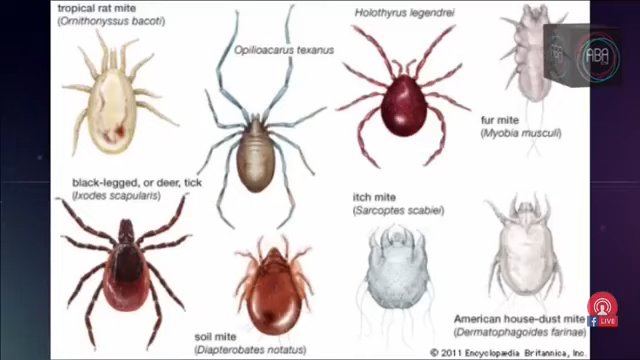 tropical rat mite
(Ornithonyssus bacoti)
Opilioacarus texanus
Holothyrus legendrei
ABA
fur mite
(Myobia musculi)
black-legged, or deer, tick
(Ixodes scapularis)
itch mite
(Sarcoptes scabiei)
soil mite
(Diapterobates notatus)
American house-dust mite
(Dermatophagoides farinae)
f LIVE
© 2011 Encyclopædia Britannica, Inc.